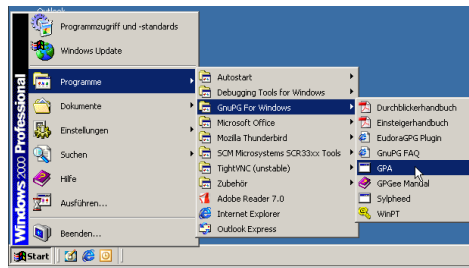 Outlook
Programmzugriff und -standards
Windows Update
Programme
Dokumente
Einstellungen
Suchen
Hilfe
Ausführen...
Beenden...
Windows 2000 Professional
Autostart
Debugging Tools for Windows
GnuPG For Windows
Microsoft Office
Mozilla Thunderbird
SCM Microsystems SCR33xx Tools
TightVNC (unstable)
Zubehör
Adobe Reader 7.0
Internet Explorer
Outlook Express
Durchblickerhandbuch
Einsteigerhandbuch
EudoraGPG Plugin
GnuPG FAQ
GPA
GPGee Manual
Sylpheed
WinPT
Start